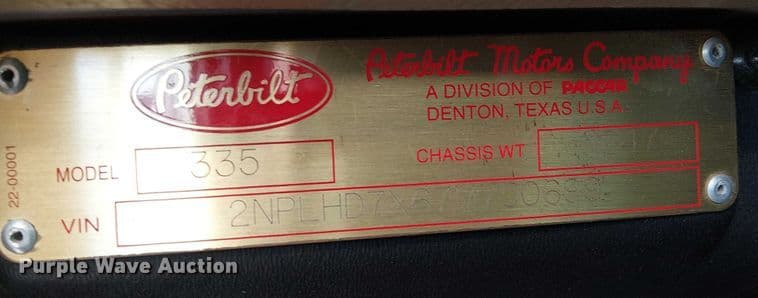 Peterbilt
Peterbilt Motors Company
A DIVISION OF PACCAR
DENTON, TEXAS U.S.A.
MODEL 335
CHASSIS WT
VIN
22-00001
Purple Wave Auction